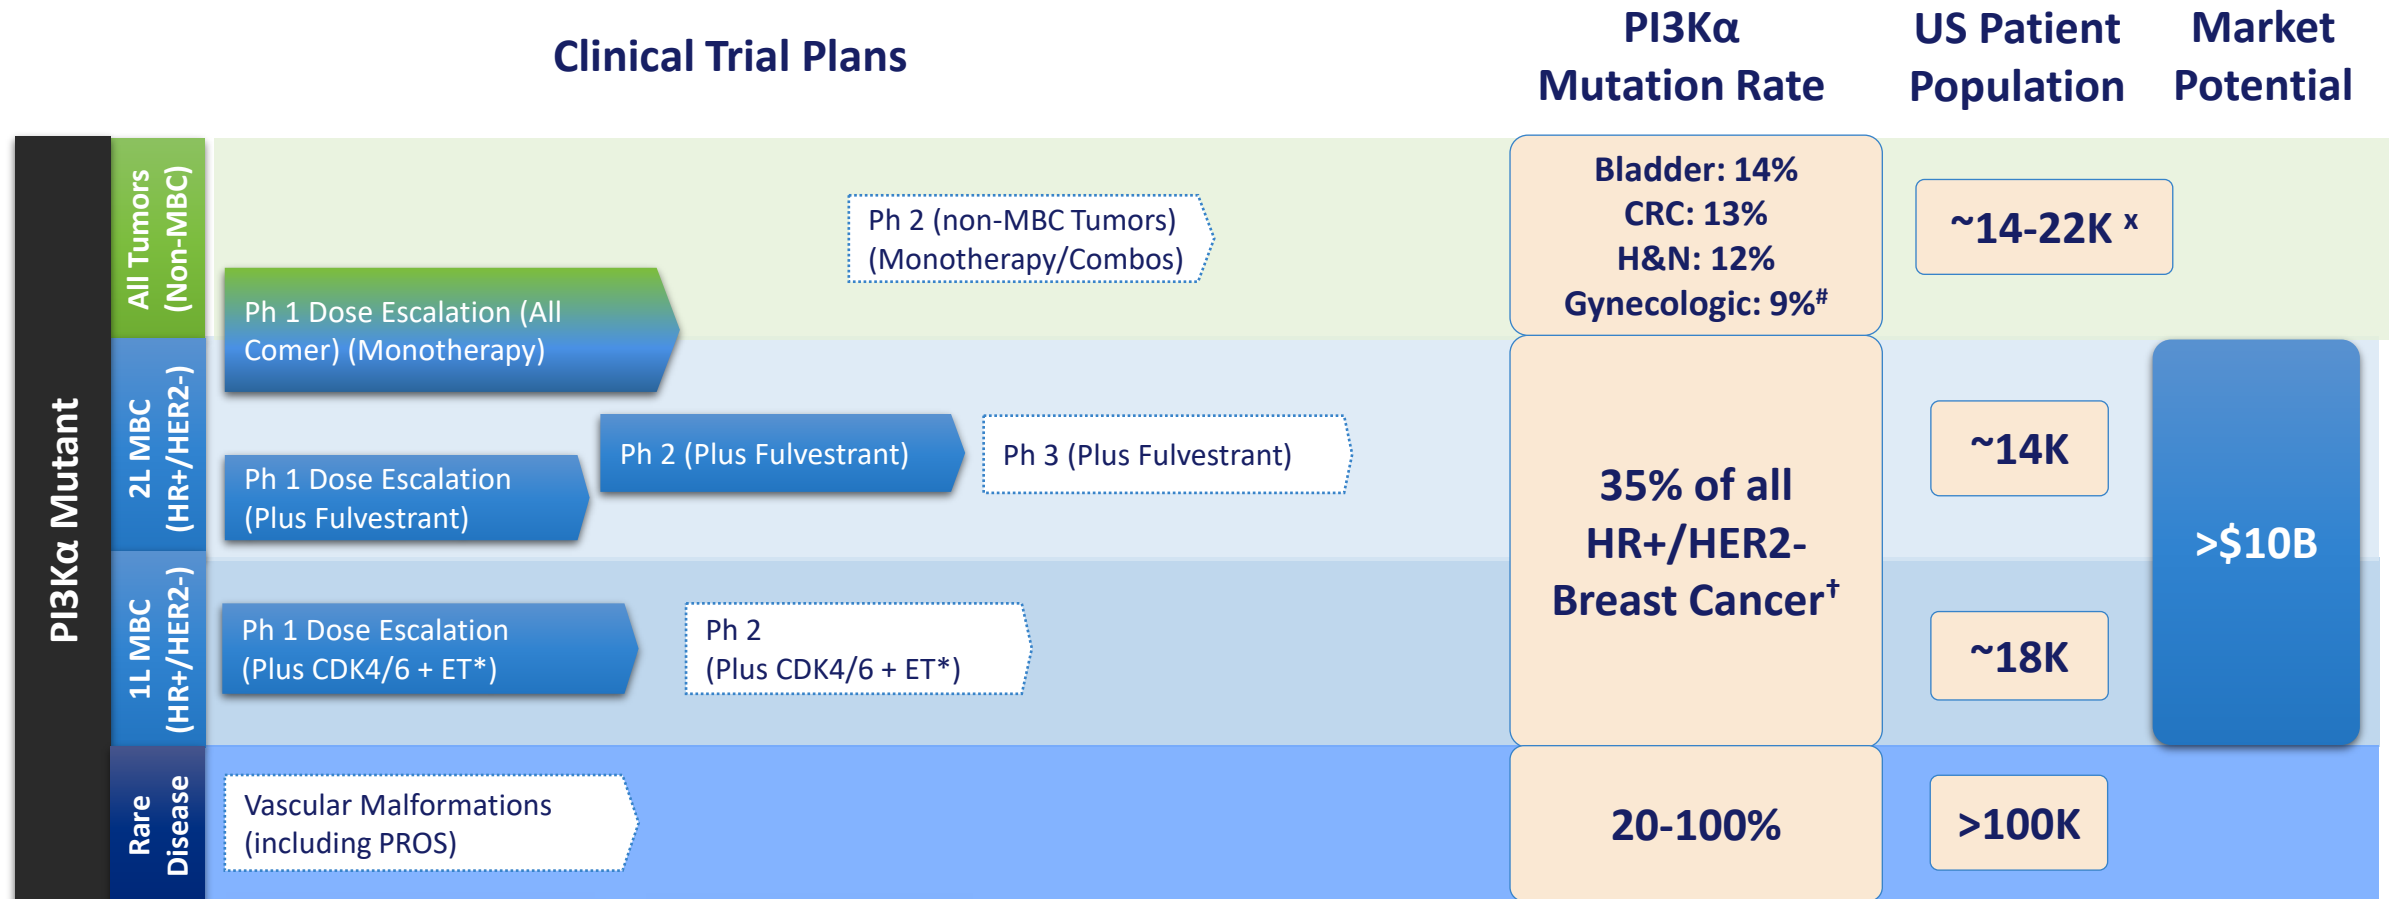 Clinical Trial Plans
PI3Kα
Mutation Rate
US Patient
Population
Market
Potential
PI3Kα Mutant
All Tumors
(Non-MBC)
Ph 1 Dose Escalation (All
Comer) (Monotherapy)
Ph 2 (non-MBC Tumors)
(Monotherapy/Combos)
Bladder: 14%
CRC: 13%
H&N: 12%
Gynecologic: 9%#
~14-22K x
2L MBC
(HR+/HER2-)
Ph 1 Dose Escalation
(Plus Fulvestrant)
Ph 2 (Plus Fulvestrant)
Ph 3 (Plus Fulvestrant)
35% of all
HR+/HER2-
Breast Cancer†
~14K
>$10B
1L MBC
(HR+/HER2-)
Ph 1 Dose Escalation
(Plus CDK4/6 + ET*)
Ph 2
(Plus CDK4/6 + ET*)
~18K
Rare
Disease
Vascular Malformations
(including PROS)
20-100%
>100K